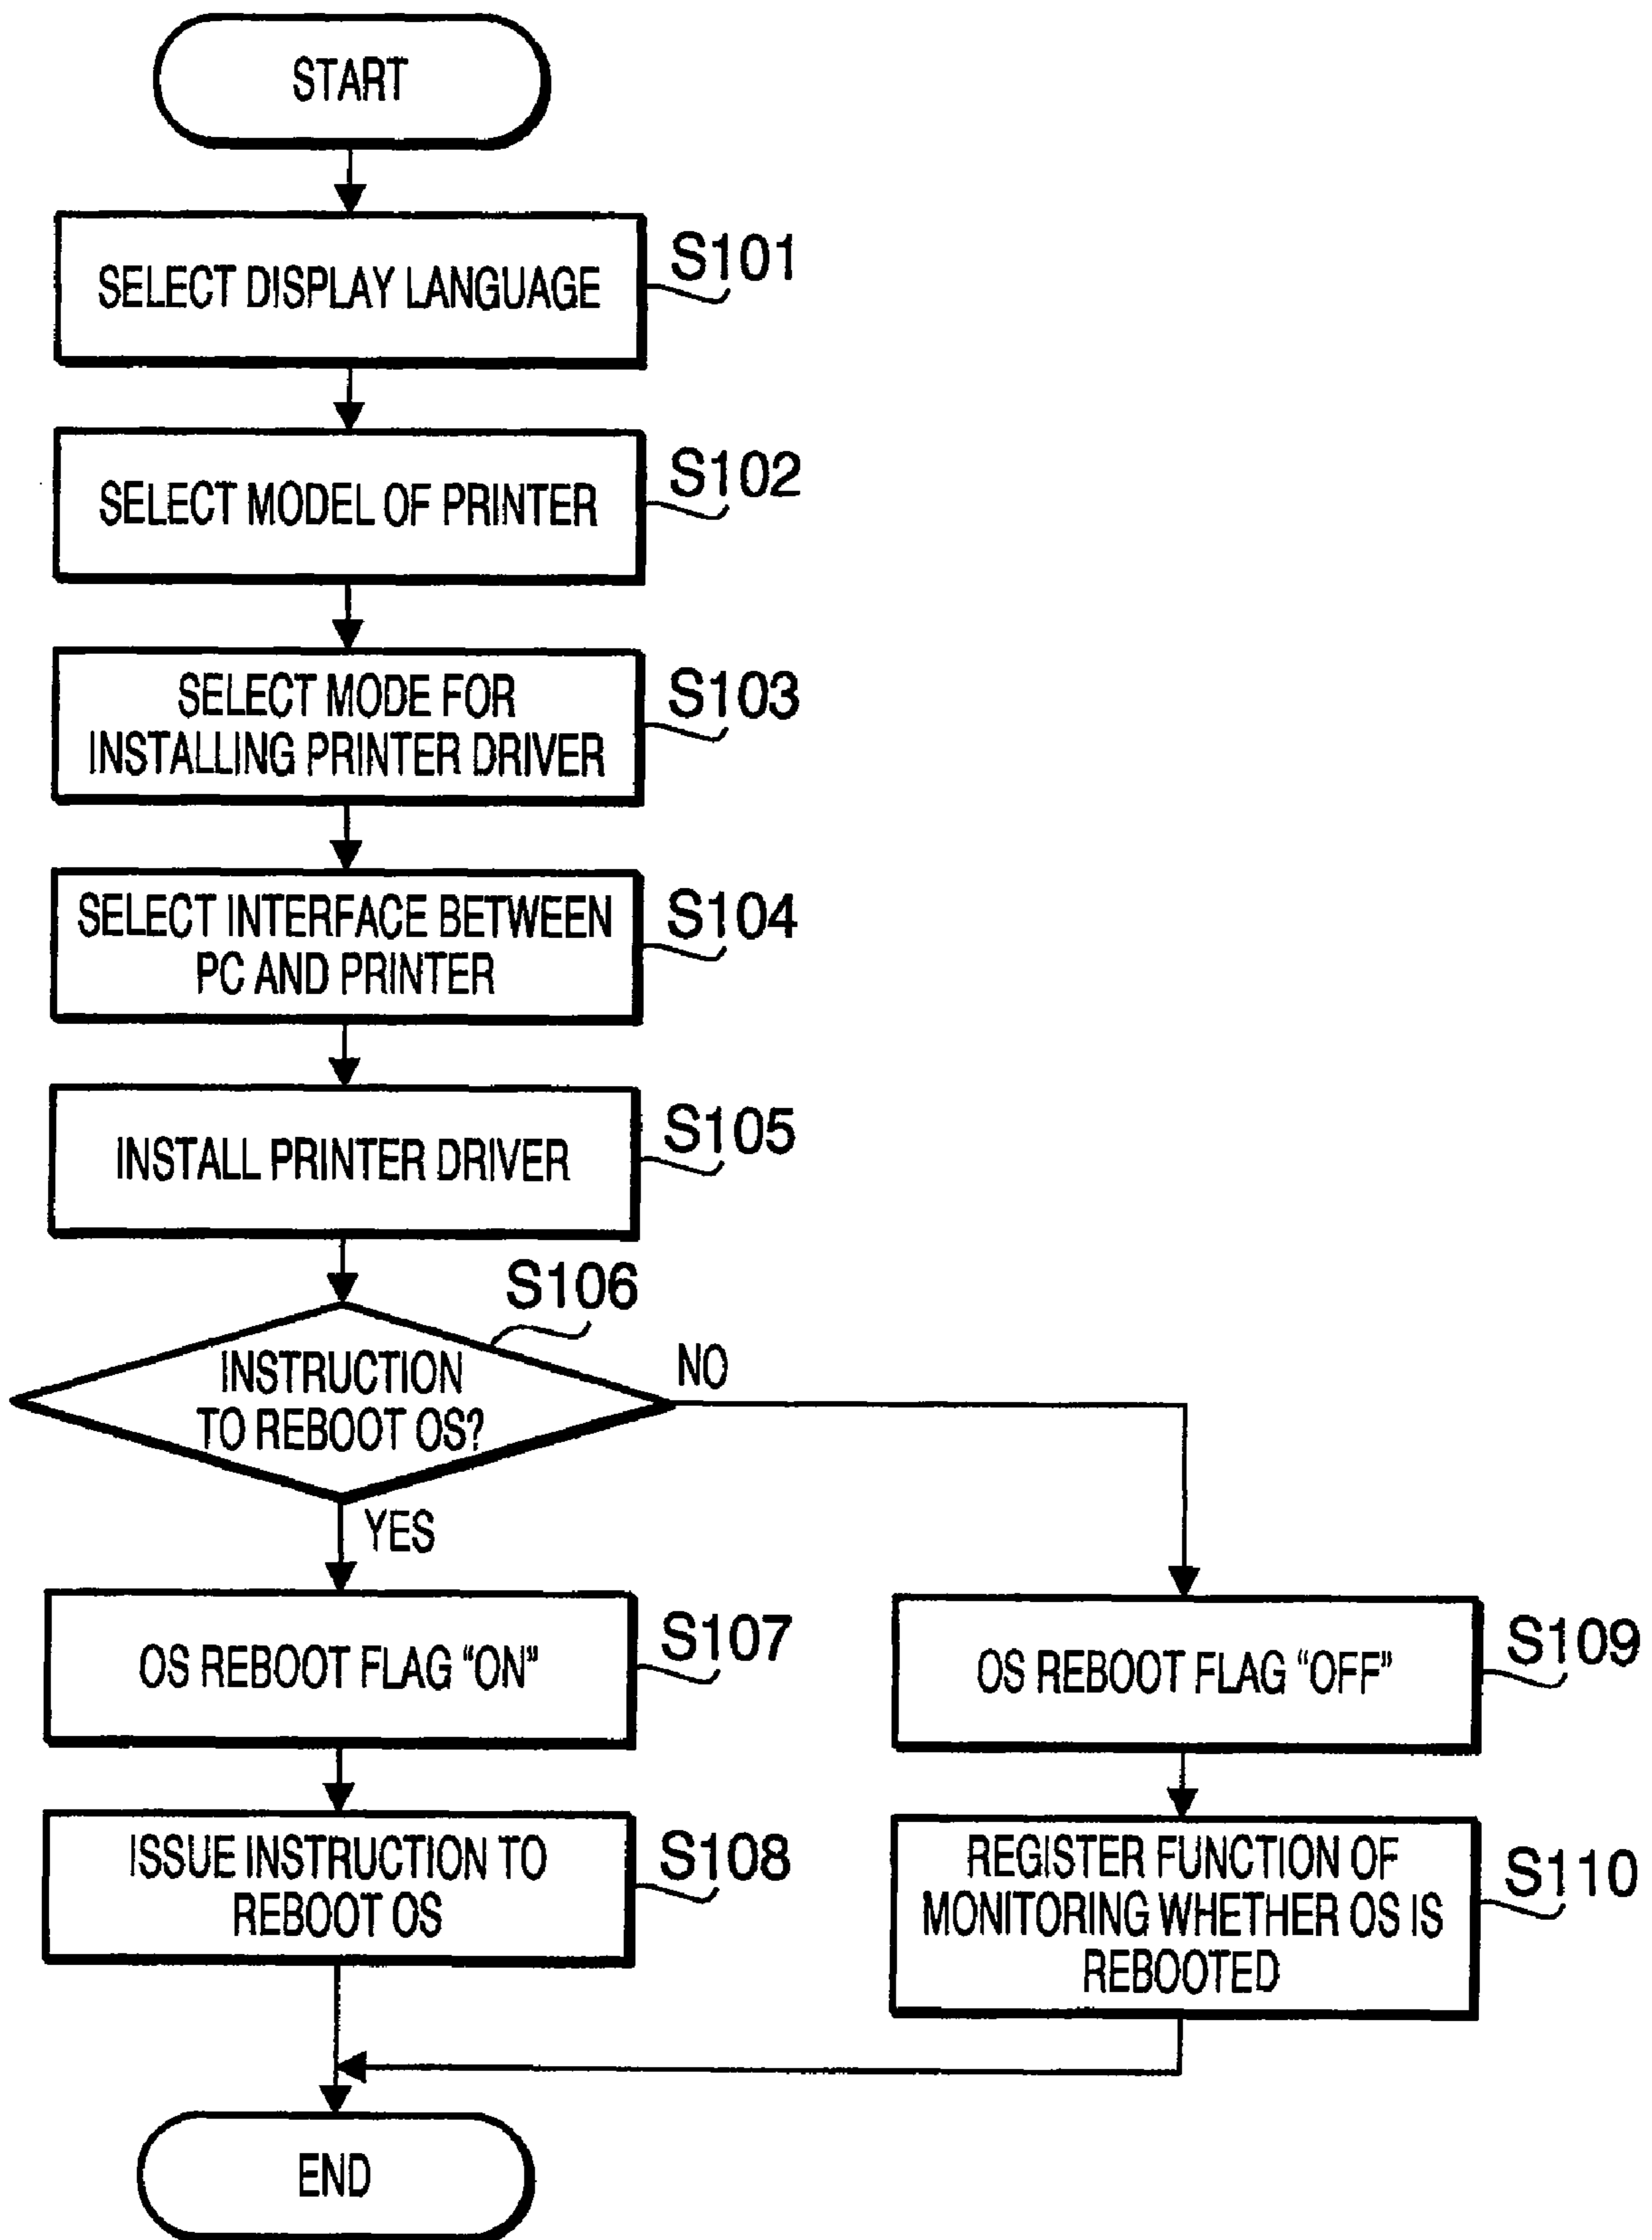 START
SELECT DISPLAY LANGUAGE
S101
SELECT MODEL OF PRINTER
S102
SELECT MODE FOR
INSTALLING PRINTER DRIVER
S103
SELECT INTERFACE BETWEEN
PC AND PRINTER
S104
INSTALL PRINTER DRIVER
S105
S106
INSTRUCTION
TO REBOOT OS?
NO
YES
OS REBOOT FLAG “ON”
S107
ISSUE INSTRUCTION TO
REBOOT OS
S108
OS REBOOT FLAG “OFF”
S109
REGISTER FUNCTION OF
MONITORING WHETHER OS IS
REBOOTED
S110
END